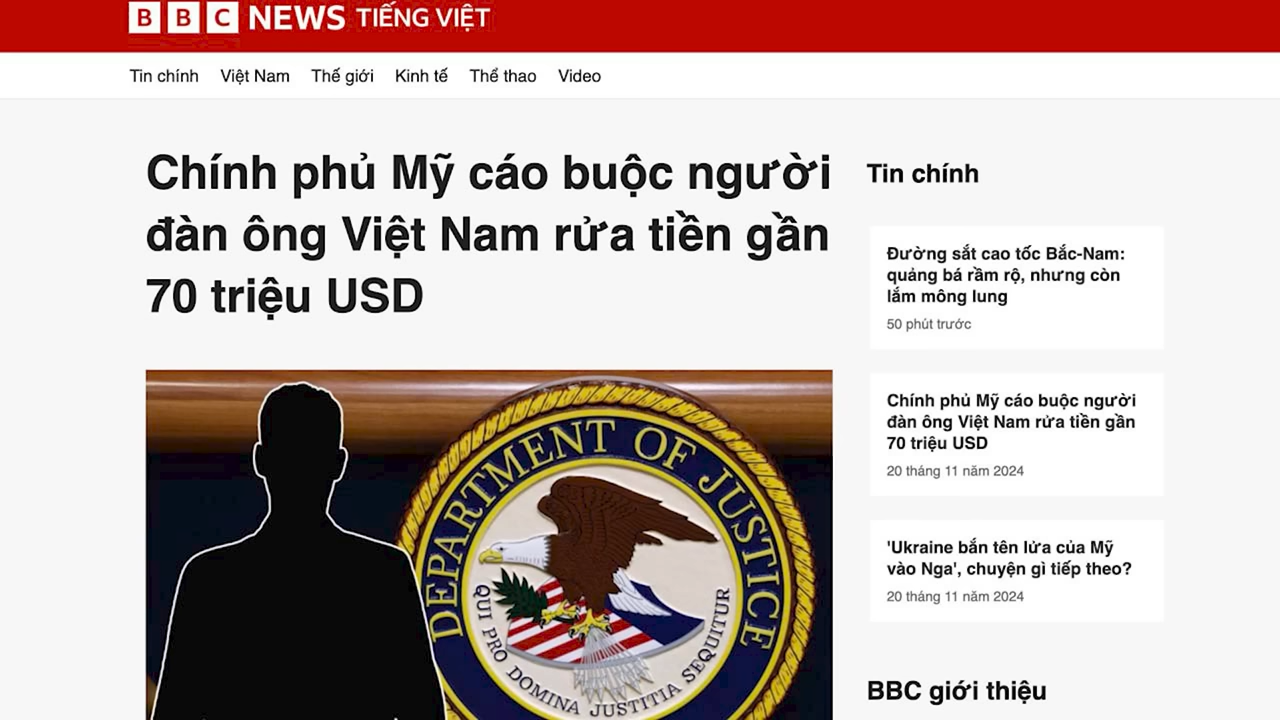 BBC NEWS TIẾNG VIỆT
Tin chính Việt Nam Thế giới Kinh tế Thể thao Video
Chính phủ Mỹ cáo buộc người
đàn ông Việt Nam rửa tiền gần
70 triệu USD
DEPARTMENT OF JUSTICE
QUI PRO DOMINA JUSTITIA SEQUITUR
Tin chính
Đường sắt cao tốc Bắc-Nam:
quảng bá rầm rộ, nhưng còn
lắm mông lung
50 phút trước
Chính phủ Mỹ cáo buộc người
đàn ông Việt Nam rửa tiền gần
70 triệu USD
20 tháng 11 năm 2024
'Ukraine bắn tên lửa của Mỹ
vào Nga', chuyện gì tiếp theo?
20 tháng 11 năm 2024
BBC giới thiệu